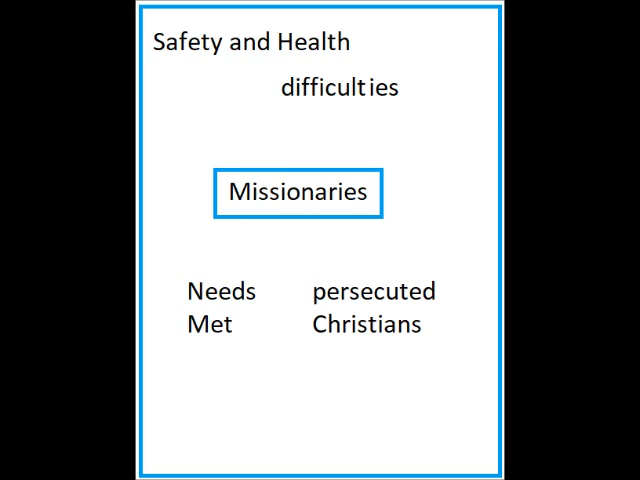 Safety and Health
difficulties
Missionaries
Needs persecuted
Met Christians